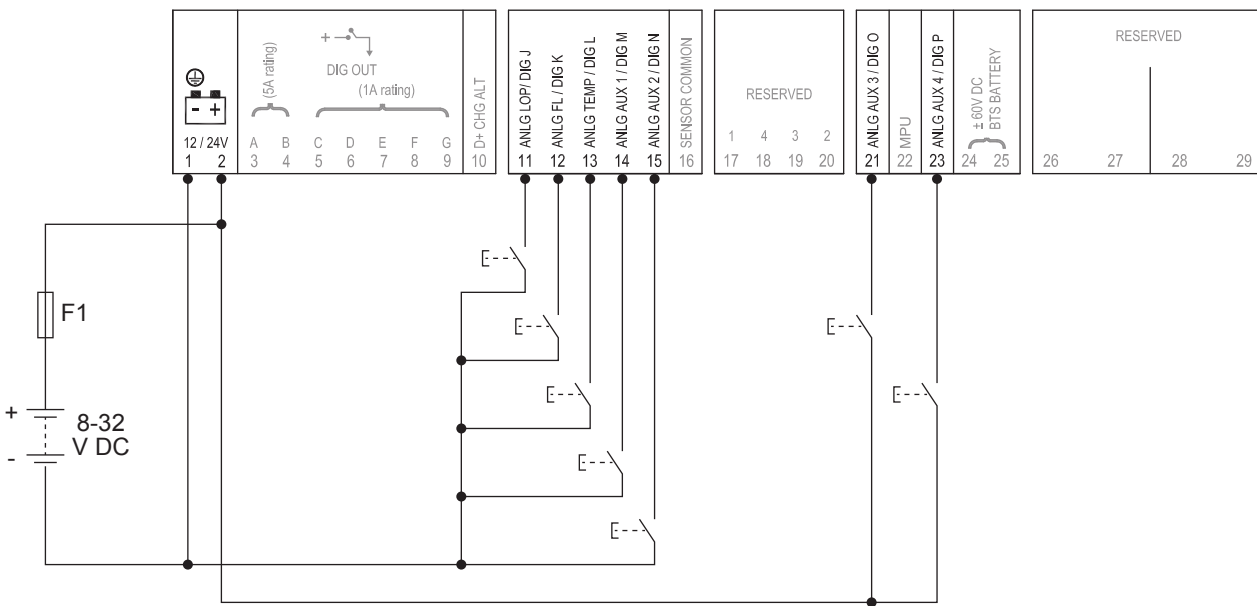 - +
12 / 24V
1 2
(5A rating)
+
DIG OUT
(1A rating)
A B C D E F G
3 4 5 6 7 8 9
D+ CHG ALT
10
ANLG LOP/ DIG J
11
ANLG FL / DIG K
12
ANLG TEMP / DIG L
13
ANLG AUX 1 / DIG M
14
ANLG AUX 2 / DIG N
15
SENSOR COMMON
16
RESERVED
1 4 3 2
17 18 19 20
ANLG AUX 3 / DIG O
21
MPU
22
ANLG AUX 4 / DIG P
23
± 60V DC
BTS BATTERY
24 25
RESERVED
26 27 28 29
F1
+
8-32
V DC
-